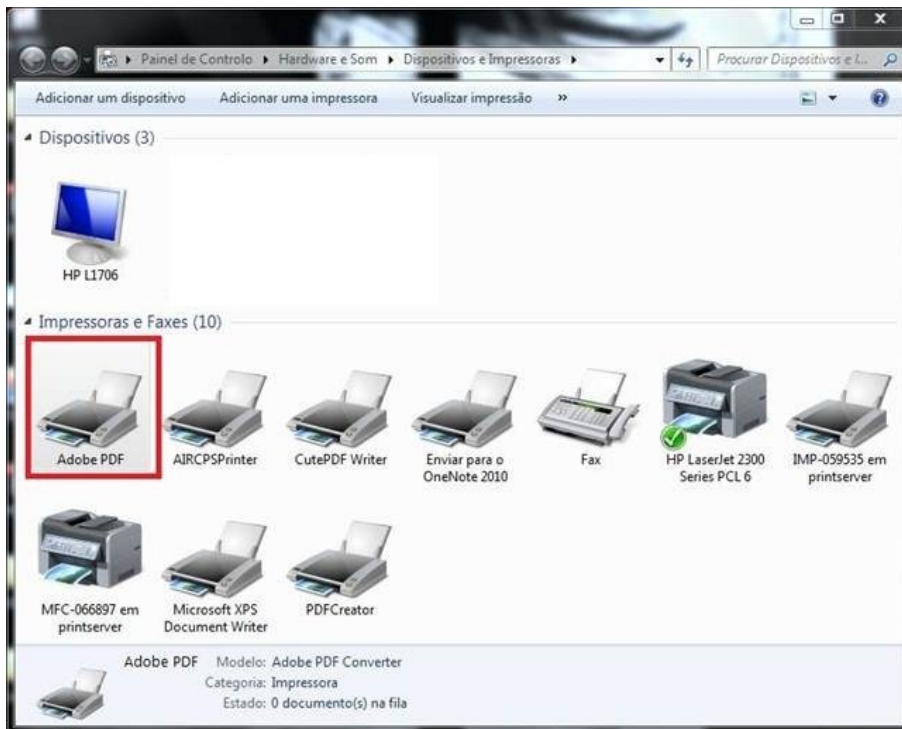 Painel de Controlo ▸ Hardware e Som ▸ Dispositivos e Impressoras ▸
Procurar Dispositivos e I...
Adicionar um dispositivo Adicionar uma impressora Visualizar impressão »
Dispositivos (3)
HP L1706
Impressoras e Faxes (10)
Adobe PDF
AIRCPSPrinter
CutePDF Writer
Enviar para o
OneNote 2010
Fax
HP LaserJet 2300
Series PCL 6
IMP-059535 em
printserver
MFC-066897 em
printserver
Microsoft XPS
Document Writer
PDFCreator
Adobe PDF Modelo: Adobe PDF Converter
Categoria: Impressora
Estado: 0 documento(s) na fila